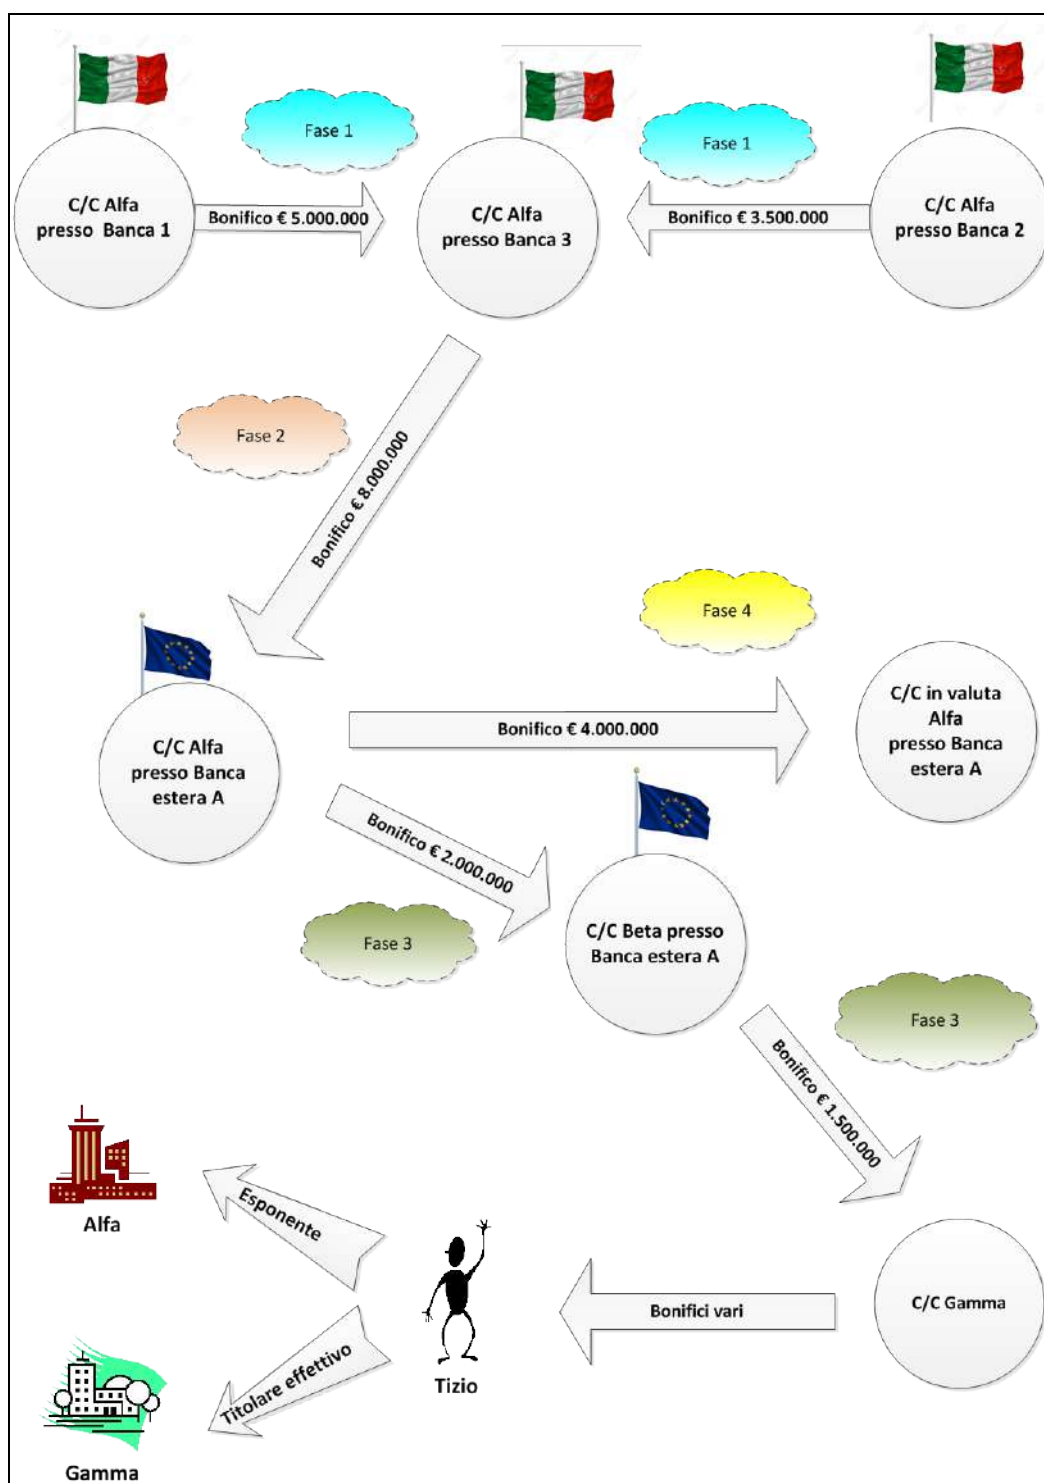 Fase 1
Fase 1
C/C Alfa
presso Banca 1
Bonifico € 5.000.000
C/C Alfa
presso Banca 3
Bonifico € 3.500.000
C/C Alfa
presso Banca 2
Fase 2
Bonifico € 8.000.000
Fase 4
C/C Alfa
presso Banca
estera A
Bonifico € 4.000.000
C/C in valuta
Alfa
presso Banca
estera A
Bonifico € 2.000.000
Fase 3
C/C Beta presso
Banca estera A
Fase 3
Bonifico € 1.500.000
Alfa
Esponente
C/C Gamma
Bonifici vari
Tizio
Titolare effettivo
Gamma